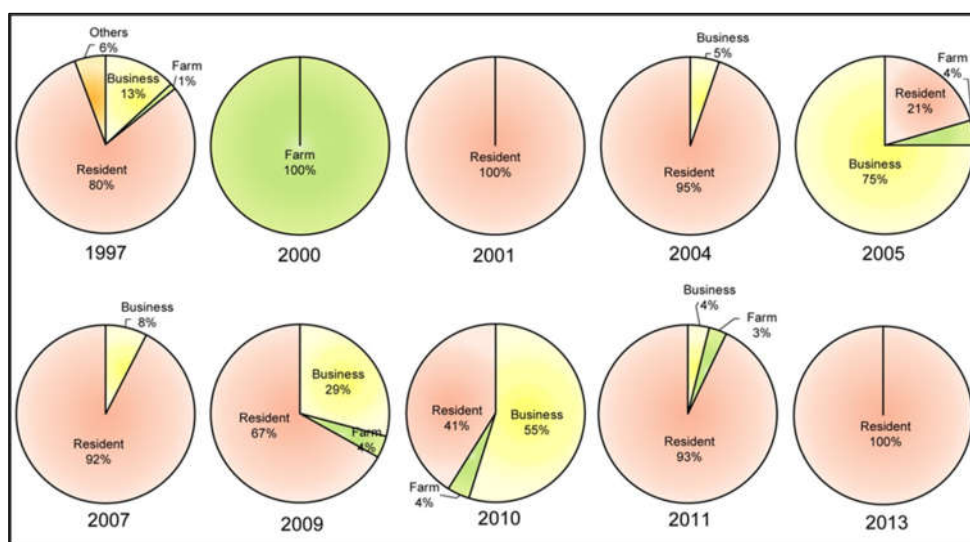 Others
6%
Business
13%
Farm
1%
Resident
80%
1997
Farm
100%
2000
Resident
100%
2001
Business
5%
Resident
95%
2004
Farm
4%
Resident
21%
Business
75%
2005
Business
8%
Resident
92%
2007
Business
29%
Farm
4%
Resident
67%
2009
Resident
41%
Business
55%
Farm
4%
2010
Business
4%
Farm
3%
Resident
93%
2011
Resident
100%
2013